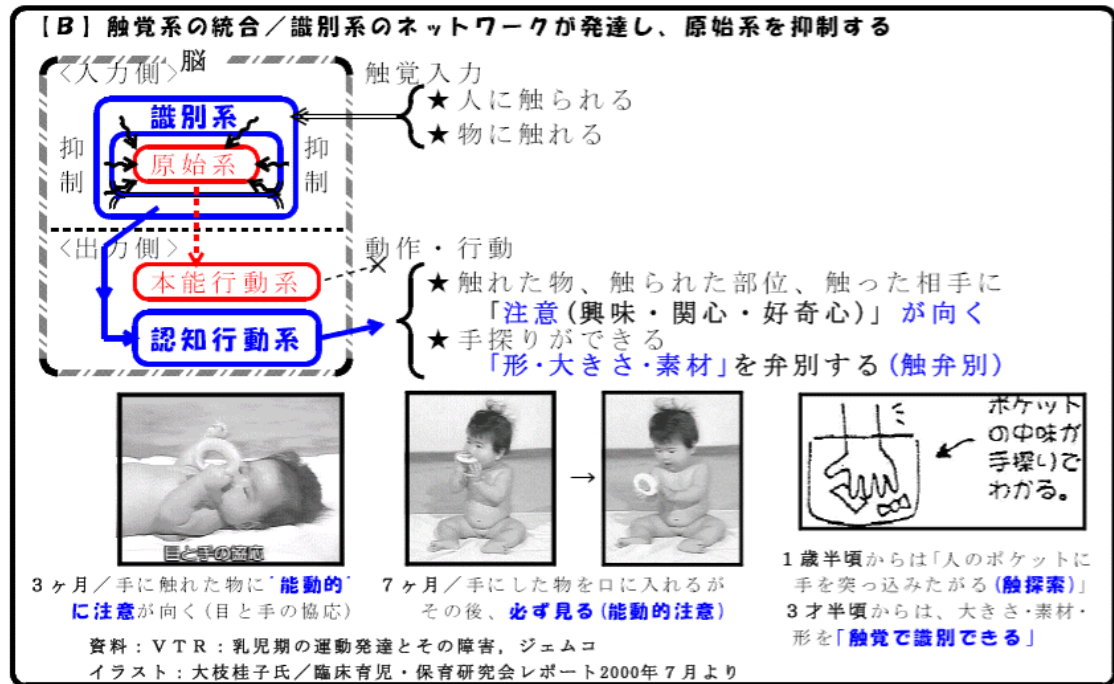 【B】触覚系の統合／識別系のネットワークが発達し、原始系を抑制する
脳
<入力側>
触覚入力
識別系
★人に触られる
★物に触れる
抑制
原始系
抑制
<出力側>
動作・行動
本能行動系
×
★触れた物、触られた部位、触った相手に
「注意(興味・関心・好奇心)」が向く
認知行動系
★手探りができる
「形・大きさ・素材」を弁別する(触弁別)
目と手の協応
→
ポケット
の中味が
手探りで
わかる。
3ヶ月／手に触れた物に"能動的"
に注意が向く(目と手の協応)
7ヶ月／手にした物を口に入れるが
その後、必ず見る(能動的注意)
1歳半頃からは「人のポケットに
手を突っ込みたがる(触探索)」
3才半頃からは、大きさ・素材・
形を「触覚で識別できる」
資料：VTR：乳児期の運動発達とその障害，ジェムコ
イラスト：大枝桂子氏／臨床育児・保育研究会レポート2000年7月より